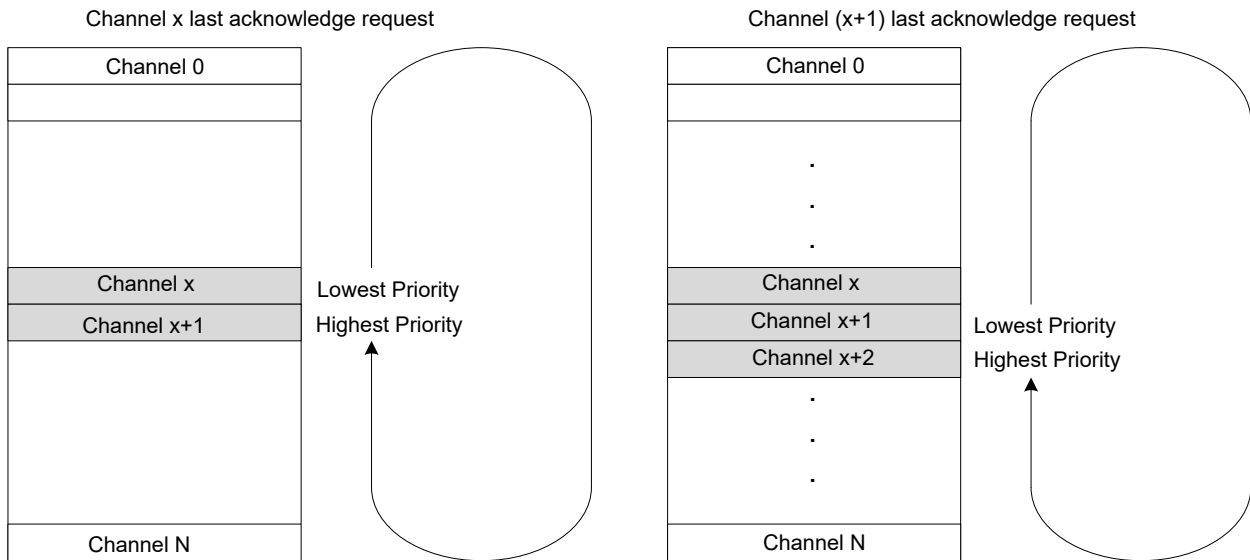 Channel x last acknowledge request
Channel 0
Channel x
Lowest Priority
Channel x+1
Highest Priority
Channel N
Channel (x+1) last acknowledge request
Channel 0
.
.
.
Channel x
Channel x+1
Lowest Priority
Channel x+2
Highest Priority
.
.
.
Channel N